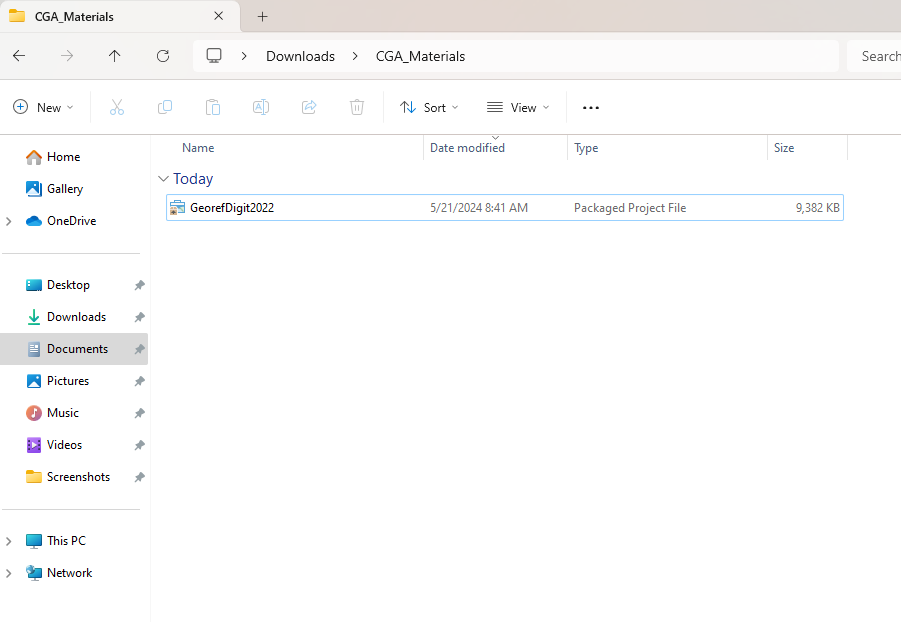 CGA_Materials
Downloads
CGA_Materials
Search
New
Sort
View
Name
Date modified
Type
Size
Home
Gallery
OneDrive
Desktop
Downloads
Documents
Pictures
Music
Videos
Screenshots
This PC
Network
Today
GeorefDigit2022 5/21/2024 8:41 AM Packaged Project File 9,382 KB